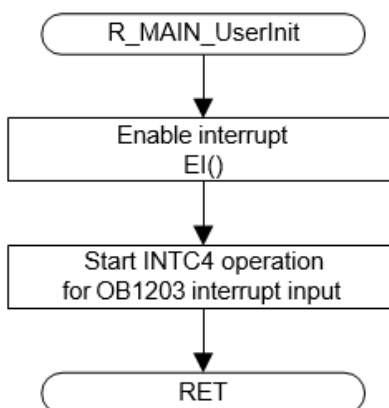 R_MAIN_UserInit
Enable interrupt
EI()
Start INTC4 operation
for OB1203 interrupt input
RET